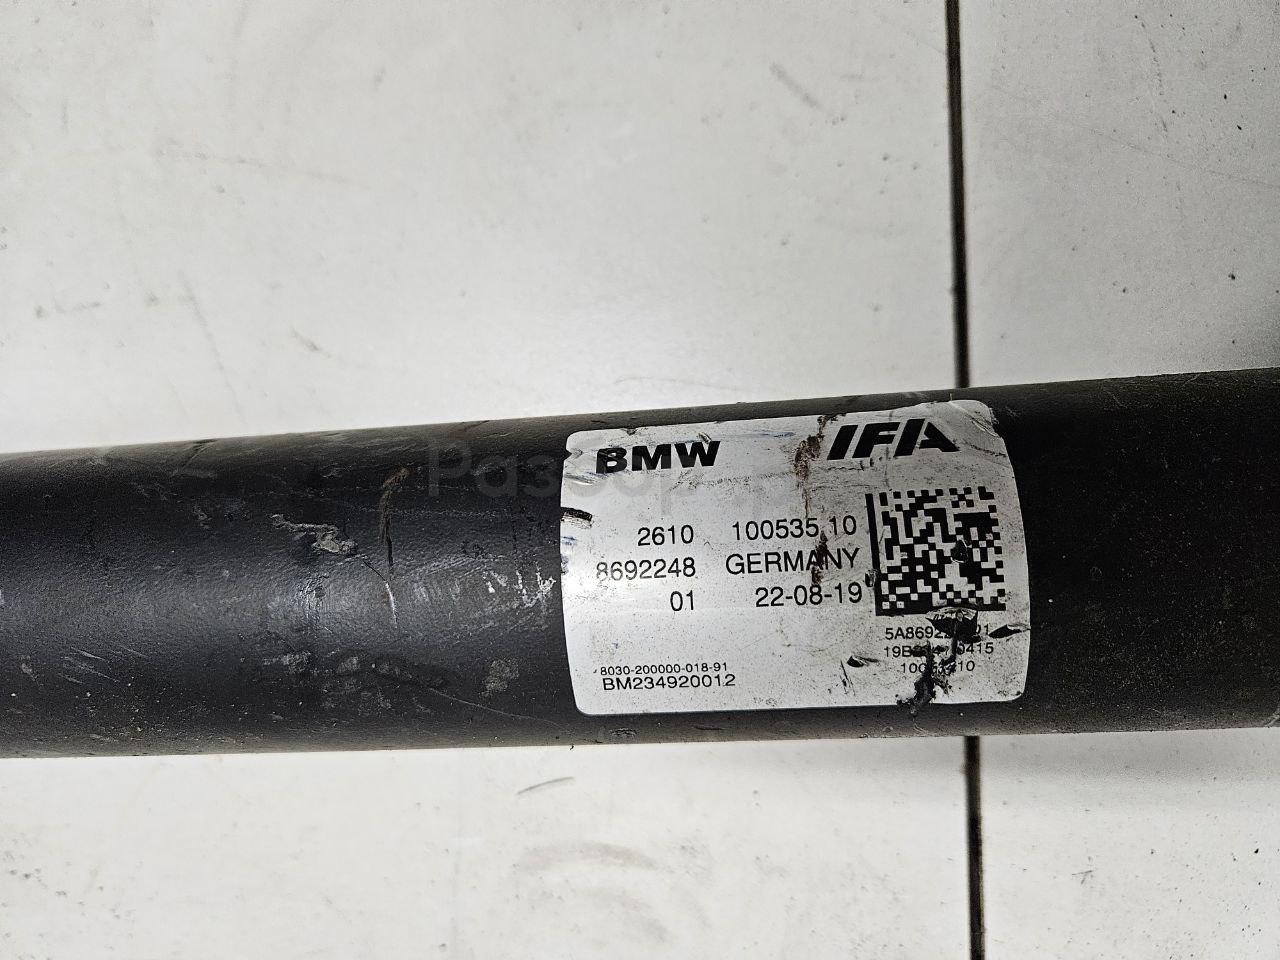 BMW IFA
2610 100535 10
8692248 GERMANY
01 22-08-19
8030-200000-018-91
BM234920012